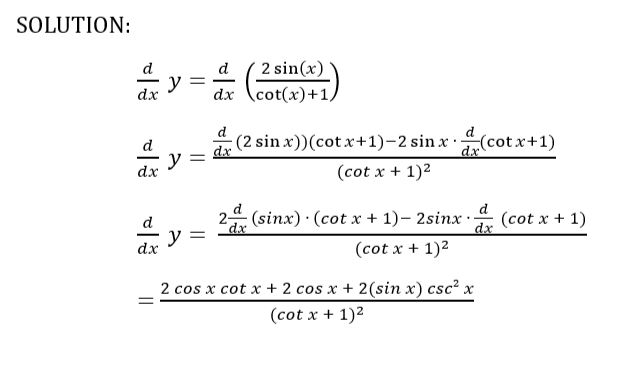 SOLUTION:
d/dx y = d/dx (2 sin(x) / cot(x)+1)
d/dx y = d/dx (2 sin x))(cot x+1)−2 sin x · d/dx (cot x+1) / (cot x + 1)²
d/dx y = 2 d/dx (sinx) · (cot x + 1)− 2sinx · d/dx (cot x + 1) / (cot x + 1)²
= 2 cos x cot x + 2 cos x + 2(sin x) csc² x / (cot x + 1)²